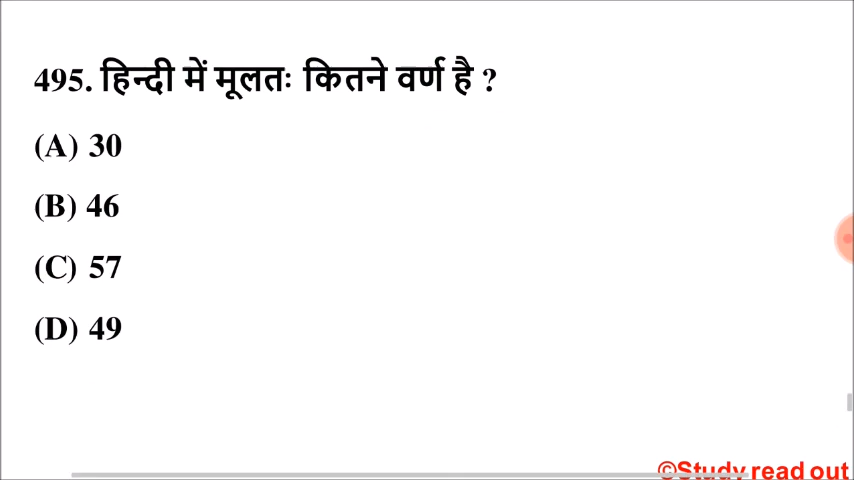 495. हिन्दी में मूलतः कितने वर्ण है ?
(A) 30
(B) 46
(C) 57
(D) 49
©Study read out